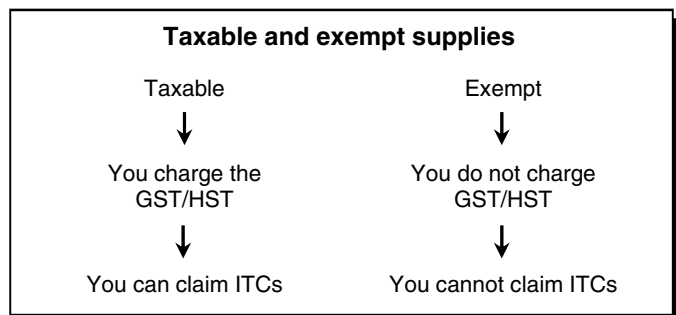 Taxable and exempt supplies
Taxable
You charge the
GST/HST
You can claim ITCs
Exempt
You do not charge
GST/HST
You cannot claim ITCs